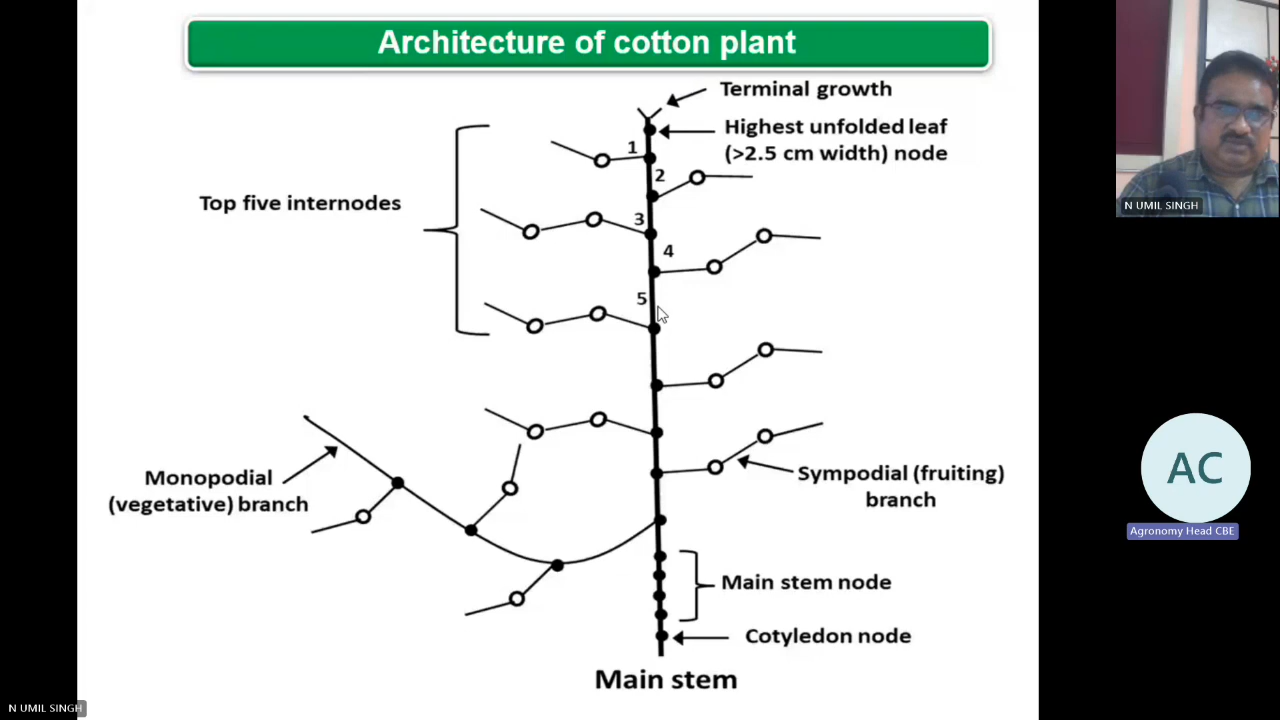 Architecture of cotton plant
Terminal growth
Highest unfolded leaf
(>2.5 cm width) node
1
2
Top five internodes
3
4
5
Monopodial
(vegetative) branch
Sympodial (fruiting)
branch
Main stem node
Cotyledon node
Main stem
N UMIL SINGH
AC
Agronomy Head CBE
N UMIL SINGH